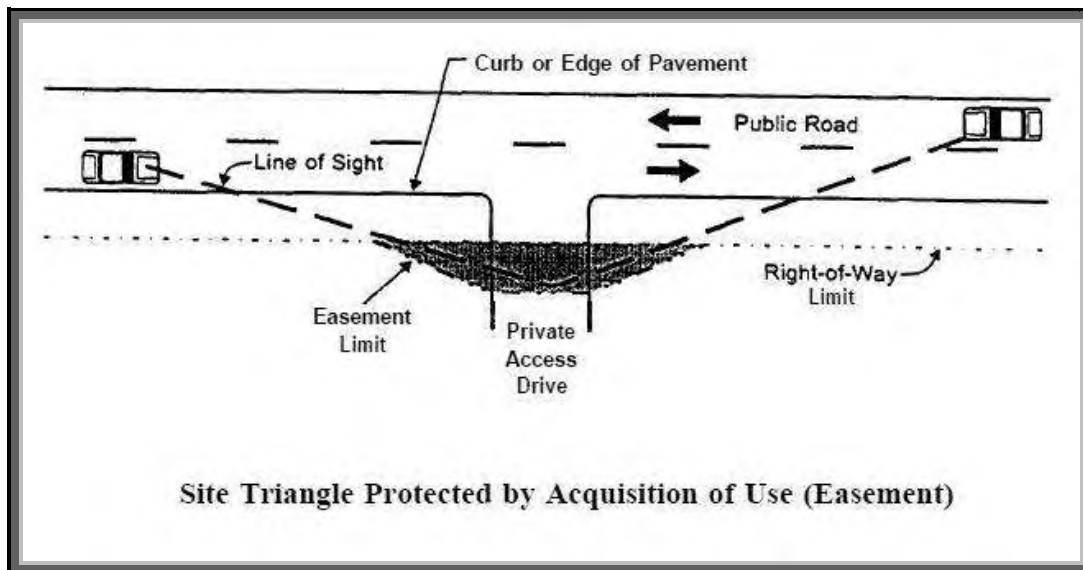 Curb or Edge of Pavement
Public Road
Line of Sight
Right-of-Way
Limit
Easement
Limit
Private
Access
Drive
Site Triangle Protected by Acquisition of Use (Easement)